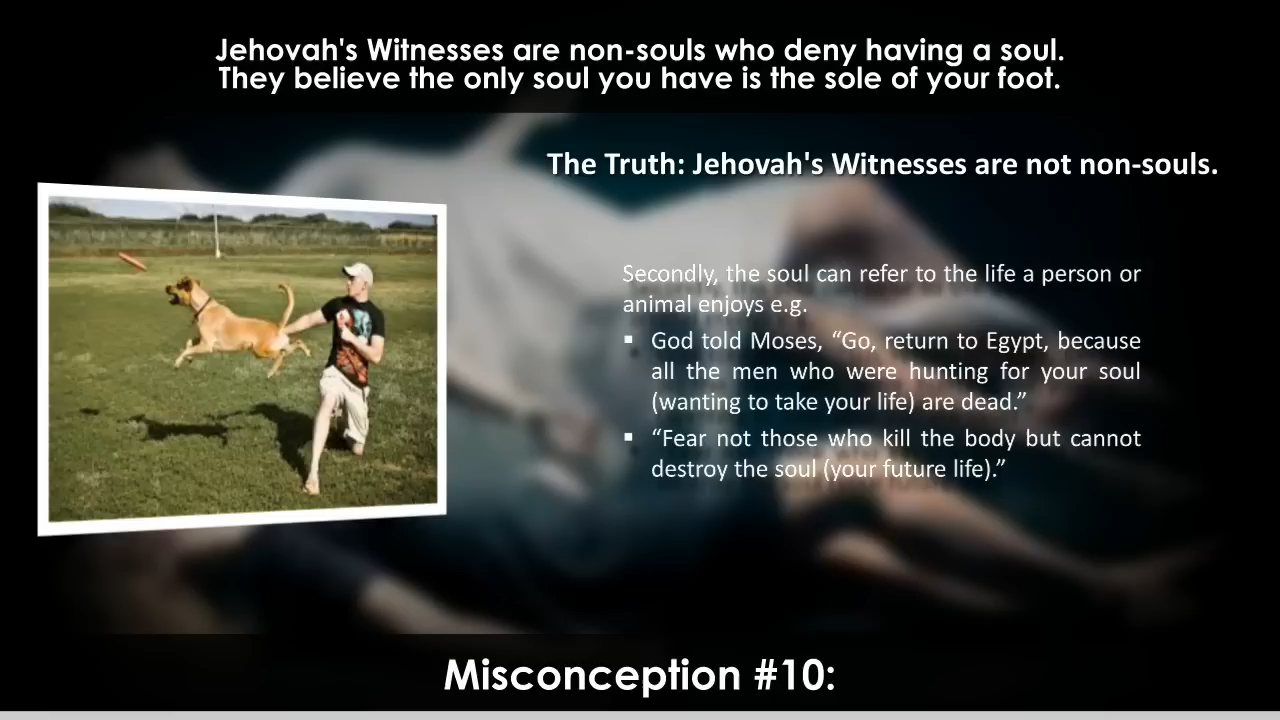 Jehovah's Witnesses are non-souls who deny having a soul.
They believe the only soul you have is the sole of your foot.
The Truth: Jehovah's Witnesses are not non-souls.
Secondly, the soul can refer to the life a person or
animal enjoys e.g.
▪ God told Moses, “Go, return to Egypt, because
all the men who were hunting for your soul
(wanting to take your life) are dead.”
▪ “Fear not those who kill the body but cannot
destroy the soul (your future life).”
Misconception #10: